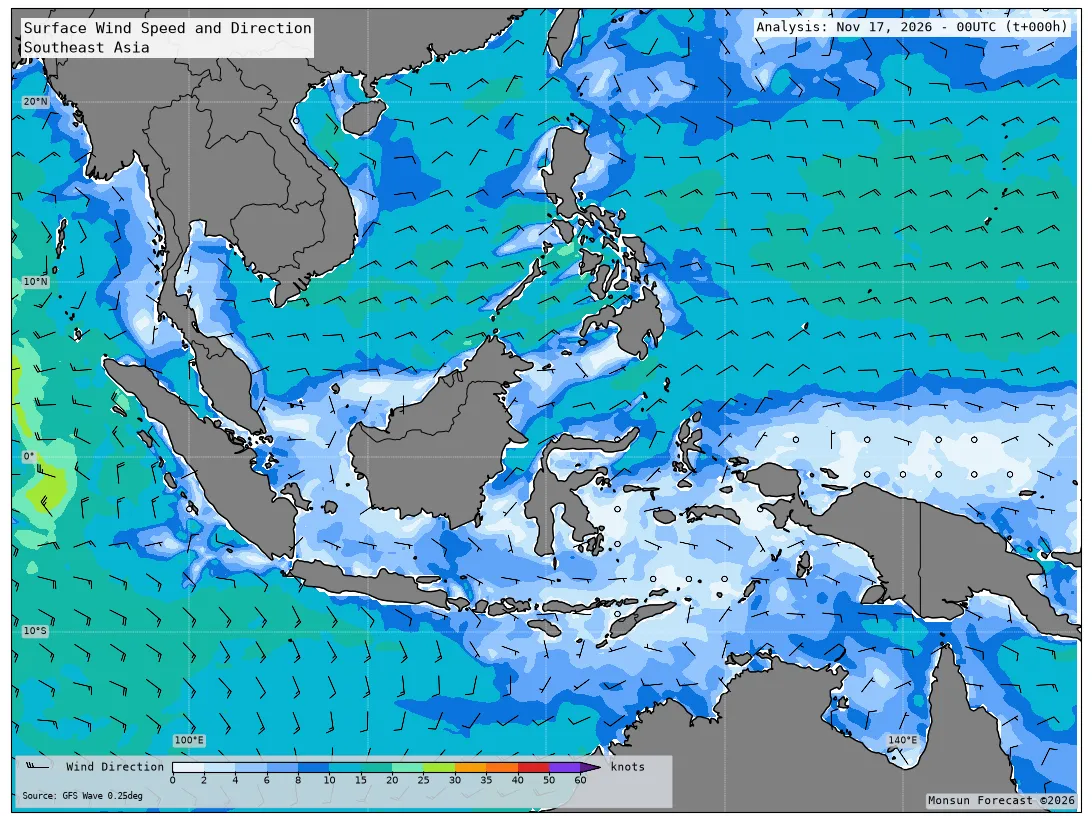 Surface Wind Speed and Direction
Southeast Asia
Analysis: Nov 17, 2026 - 00UTC (t+000h)
20°N
10°N
0°
10°S
100°E
140°E
Wind Direction
knots
0 2 4 6 8 10 15 20 25 30 35 40 50 60
Source: GFS Wave 0.25deg
Monsun Forecast ©2026